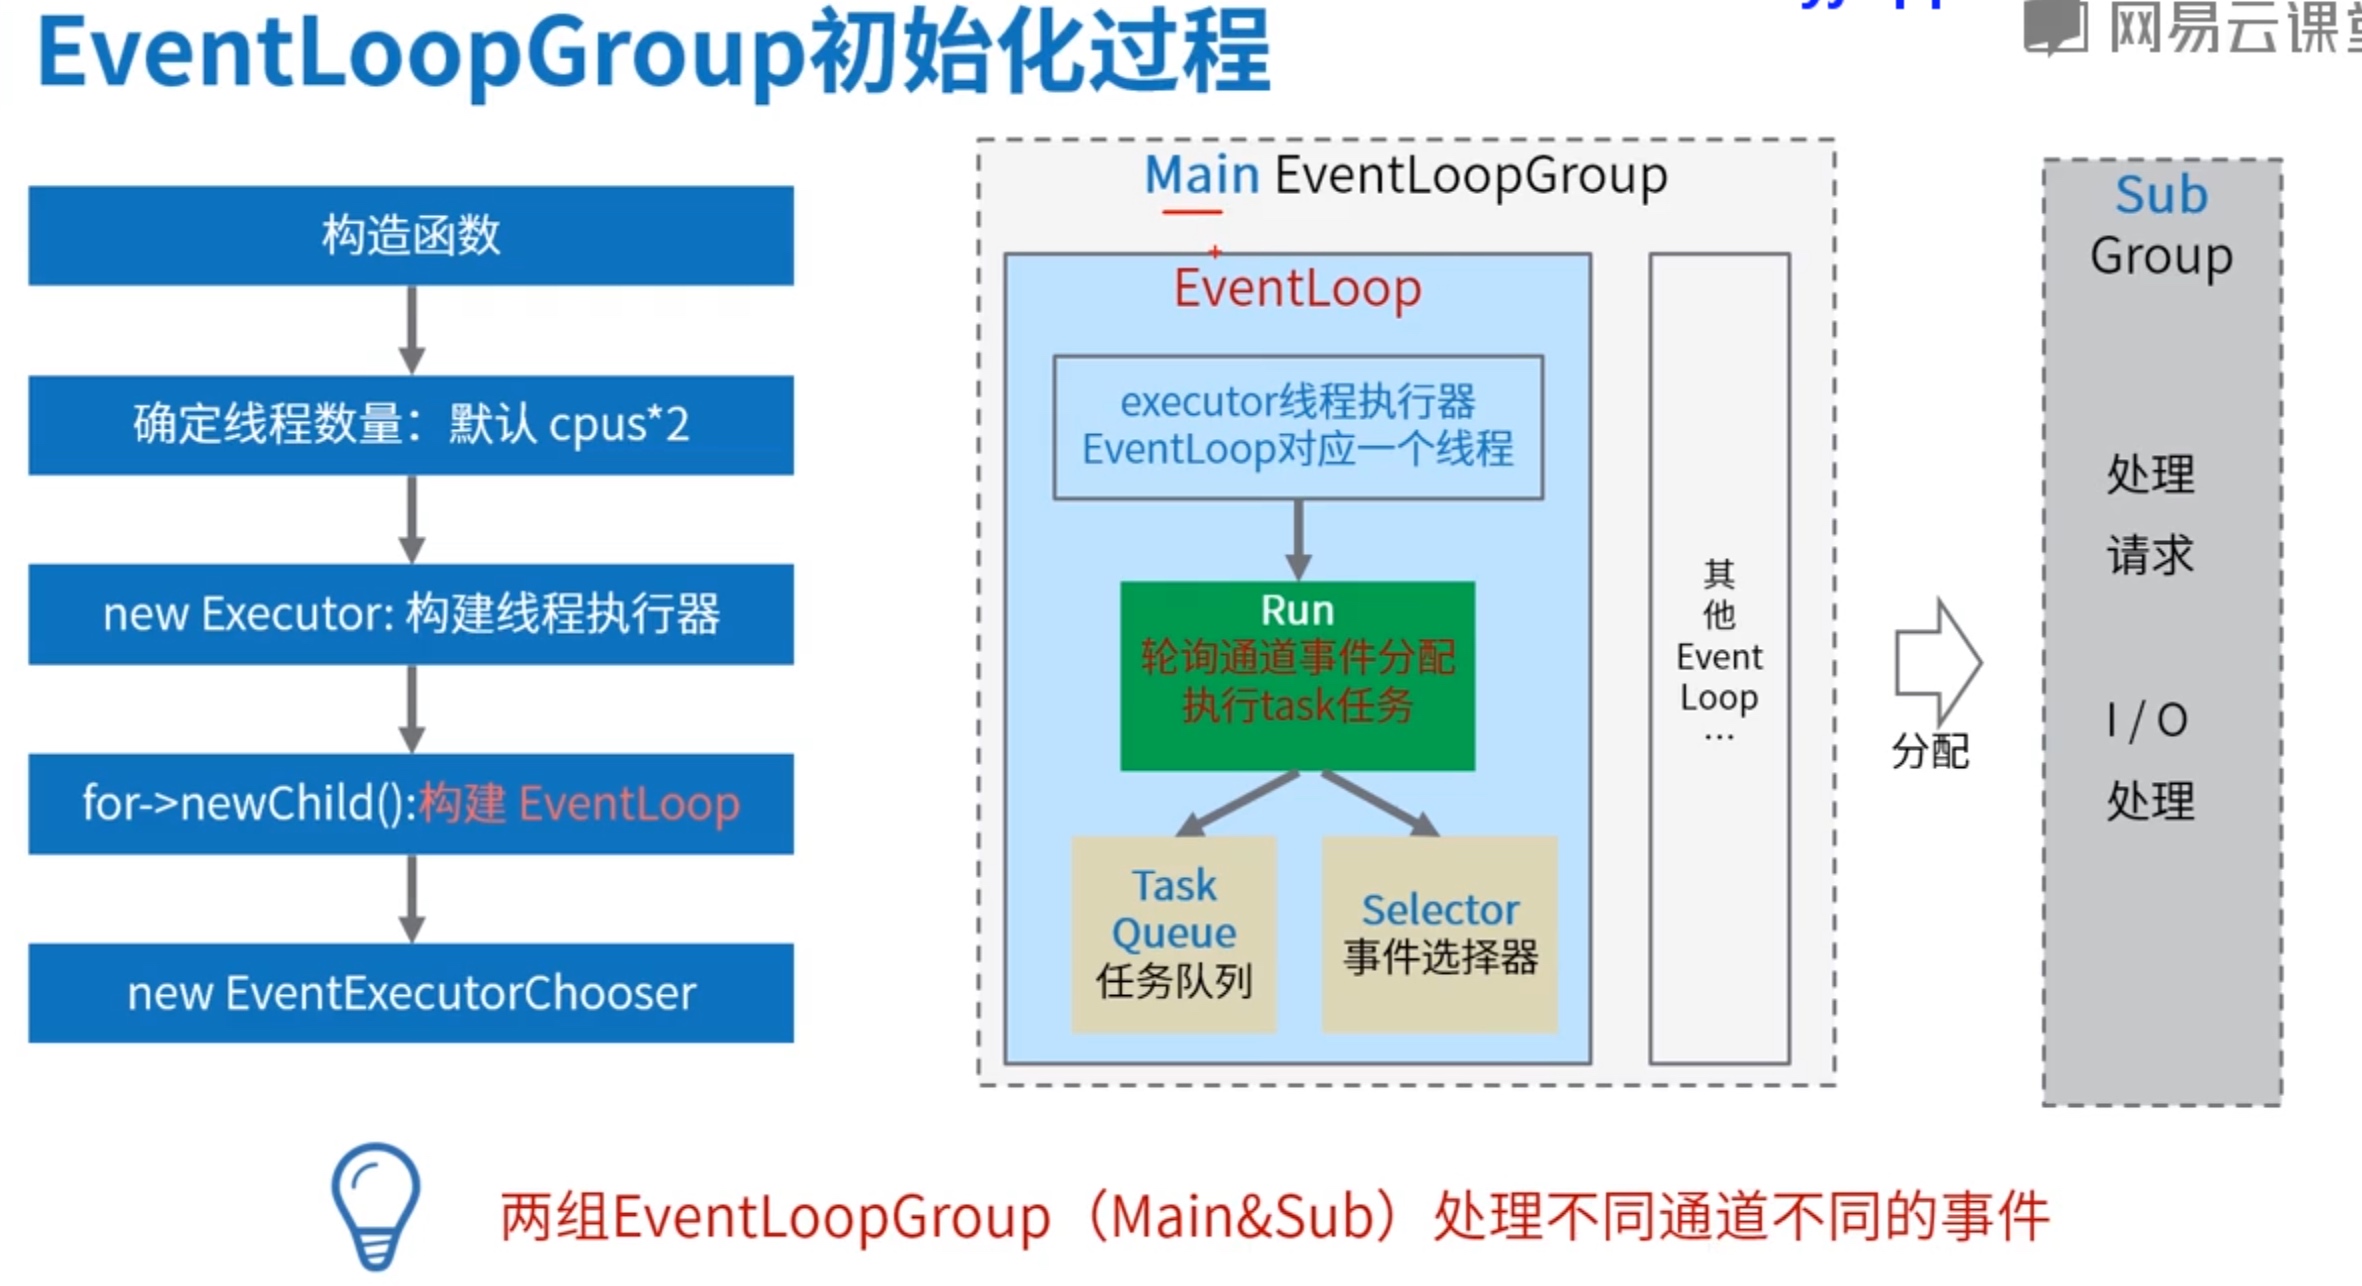 EventLoopGroup初始化过程
网易云课堂
构造函数
确定线程数量：默认 cpus*2
new Executor: 构建线程执行器
for->newChild():构建 EventLoop
new EventExecutorChooser
Main EventLoopGroup
EventLoop
executor线程执行器
EventLoop对应一个线程
Run
轮询通道事件分配
执行task任务
Task
Queue
任务队列
Selector
事件选择器
其
他
Event
Loop
...
分配
Sub
Group
处理
请求
I / O
处理
两组EventLoopGroup（Main&Sub）处理不同通道不同的事件